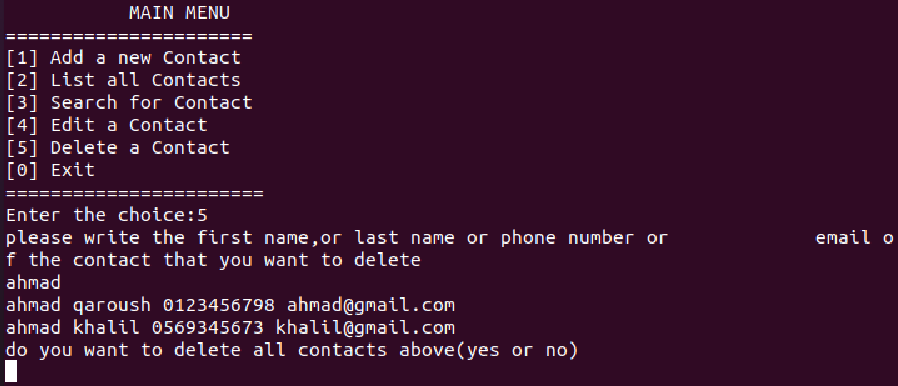 MAIN MENU
======================
[1] Add a new Contact
[2] List all Contacts
[3] Search for Contact
[4] Edit a Contact
[5] Delete a Contact
[0] Exit
=======================
Enter the choice:5
please write the first name,or last name or phone number or             email o
f the contact that you want to delete
ahmad
ahmad qaroush 0123456798 ahmad@gmail.com
ahmad khalil 0569345673 khalil@gmail.com
do you want to delete all contacts above(yes or no)